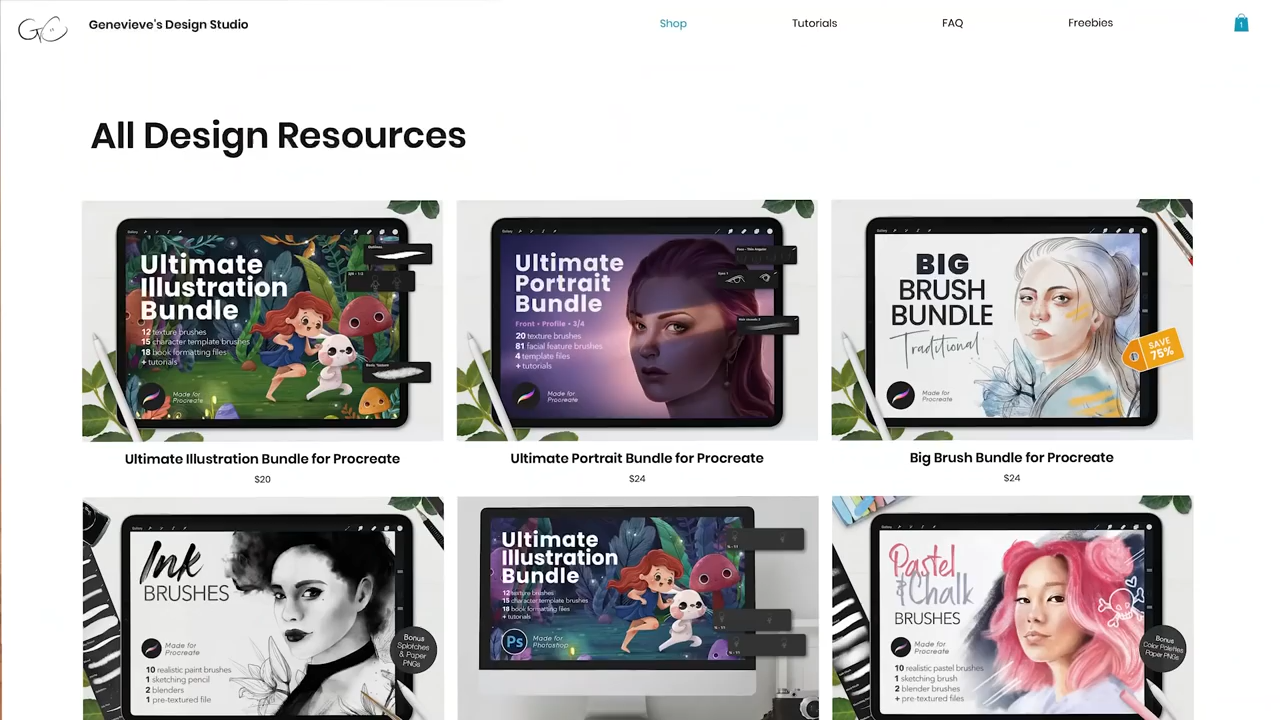 Genevieve's Design Studio
Shop
Tutorials
FAQ
Freebies
1
All Design Resources
Ultimate
Illustration
Bundle
12 texture brushes
15 character template brushes
18 book formatting files
+ tutorials
Made for
Procreate
Ultimate Illustration Bundle for Procreate
$20
Ultimate
Portrait
Bundle
Front • Profile • 3/4
20 texture brushes
81 facial feature brushes
4 template files
+ tutorials
Made for
Procreate
Ultimate Portrait Bundle for Procreate
$24
BIG
BRUSH
BUNDLE
Traditional
SAVE
75%
Made for
Procreate
Big Brush Bundle for Procreate
$24
Ink
BRUSHES
Made for
Procreate
10 realistic paint brushes
1 sketching pencil
2 blenders
1 pre-textured file
Bonus
Splotches
& Paper
PNGs
Ultimate
Illustration
Bundle
12 texture brushes
15 character template brushes
18 book formatting files
+ tutorials
Ps
Made for
Photoshop
Pastel
& Chalk
BRUSHES
Made for
Procreate
10 realistic pastel brushes
1 sketching brush
2 blender brushes
+ pre-textured files
Bonus
Color Palettes
Paper PNGs